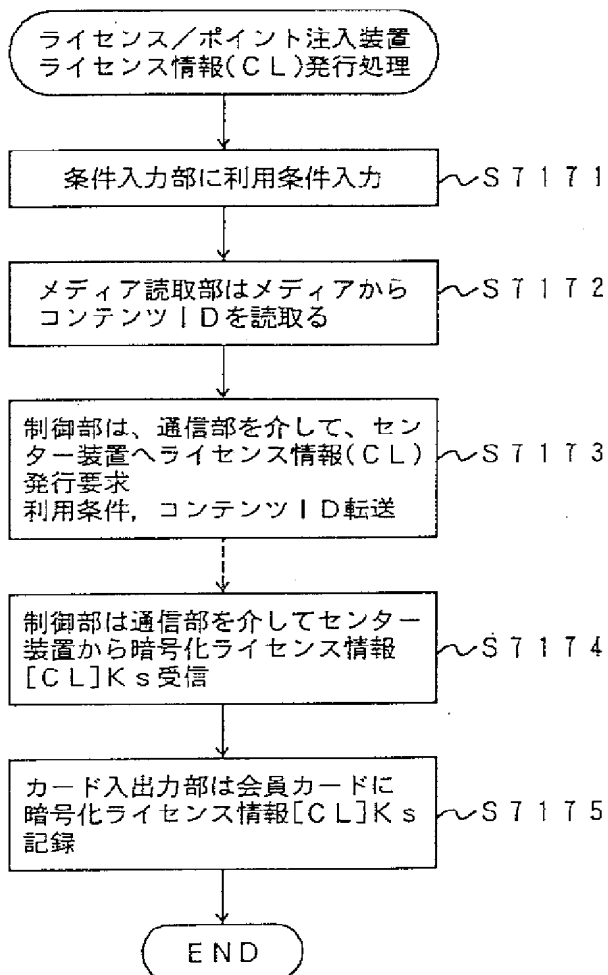 ライセンス/ポイント注入装置
ライセンス情報(CL)発行処理
条件入力部に利用条件入力
S7171
メディア読取部はメディアから
コンテンツIDを読取る
S7172
制御部は、通信部を介して、セン
ター装置へライセンス情報(CL)
発行要求
利用条件,コンテンツID転送
S7173
制御部は通信部を介してセンター
装置から暗号化ライセンス情報
[CL]Ks受信
S7174
カード入出力部は会員カードに
暗号化ライセンス情報[CL]Ks
記録
S7175
END